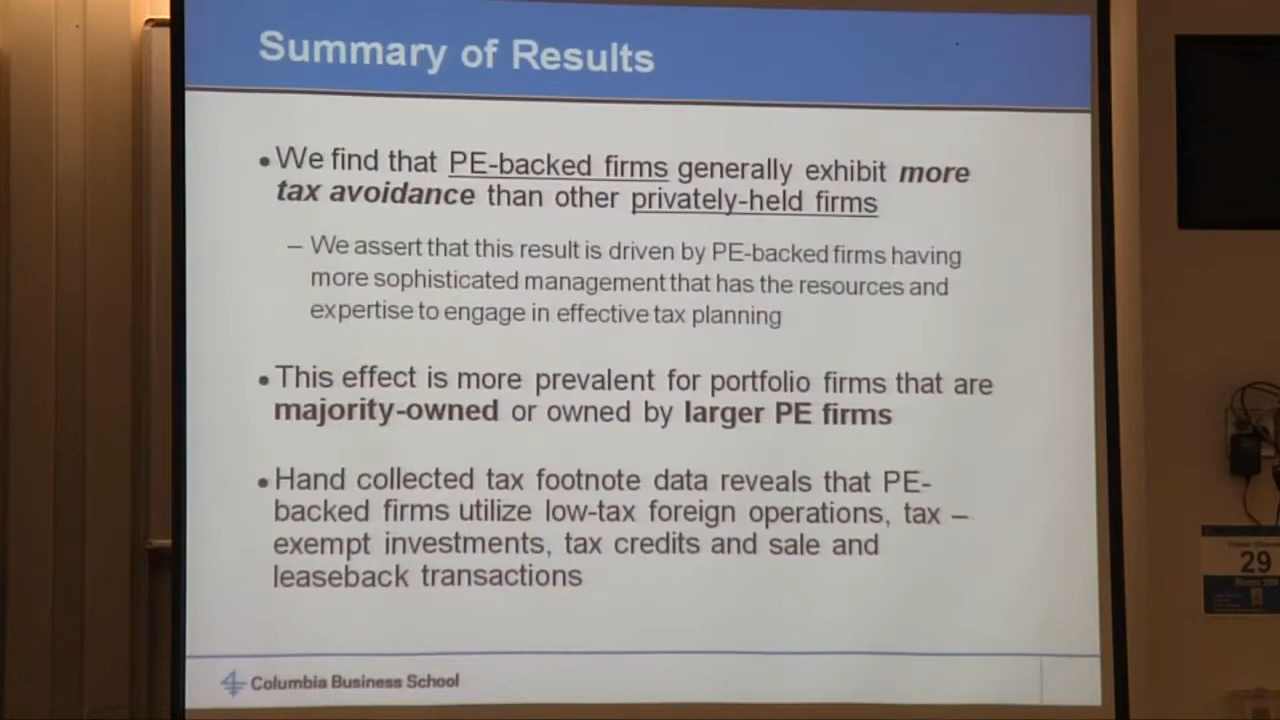 Summary of Results
• We find that PE-backed firms generally exhibit more
tax avoidance than other privately-held firms
– We assert that this result is driven by PE-backed firms having
more sophisticated management that has the resources and
expertise to engage in effective tax planning
• This effect is more prevalent for portfolio firms that are
majority-owned or owned by larger PE firms
• Hand collected tax footnote data reveals that PE-
backed firms utilize low-tax foreign operations, tax –
exempt investments, tax credits and sale and
leaseback transactions
Columbia Business School
29